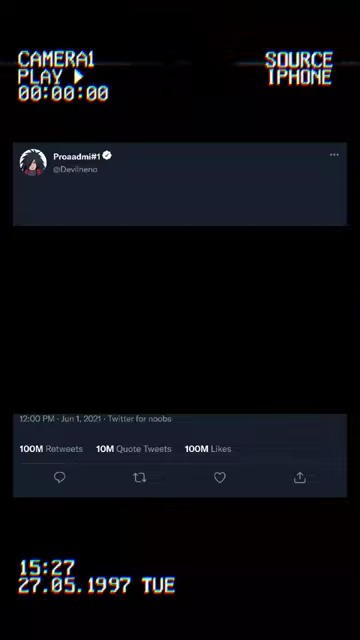 CAMERA1
PLAY
00:00:00
SOURCE
IPHONE
Proaadmi#1
@Devilneno
12:00 PM · Jun 1, 2021 · Twitter for noobs
100M Retweets 10M Quote Tweets 100M Likes
15:27
27.05.1997 TUE